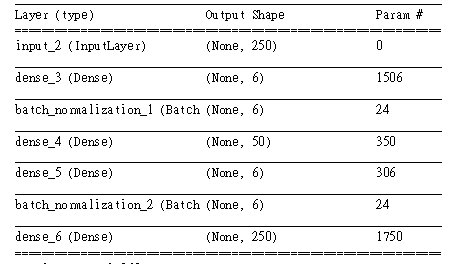 Layer (type) Output Shape Param #
input_2 (InputLayer) (None, 250) 0
dense_3 (Dense) (None, 6) 1506
batch_normalization_1 (Batch (None, 6) 24
dense_4 (Dense) (None, 50) 350
dense_5 (Dense) (None, 6) 306
batch_normalization_2 (Batch (None, 6) 24
dense_6 (Dense) (None, 250) 1750